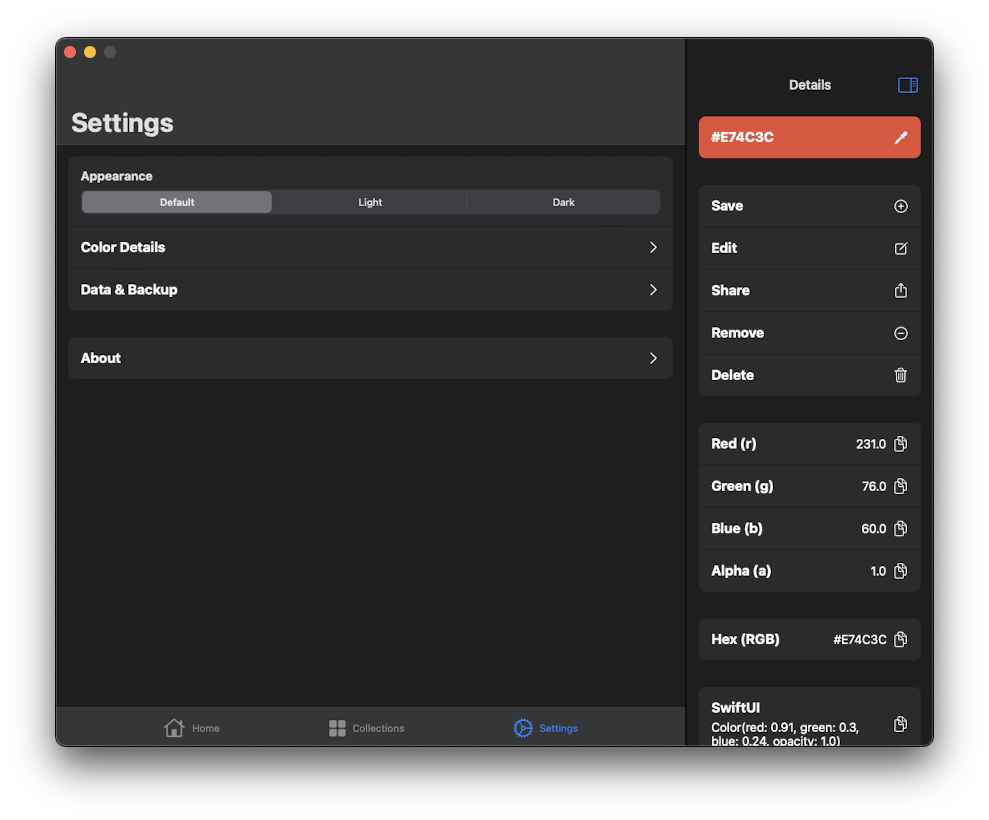 Settings
Appearance
Default Light Dark
Color Details
Data & Backup
About
Home Collections Settings
Details
#E74C3C
Save
Edit
Share
Remove
Delete
Red (r) 231.0
Green (g) 76.0
Blue (b) 60.0
Alpha (a) 1.0
Hex (RGB) #E74C3C
SwiftUI
Color(red: 0.91, green: 0.3,
blue: 0.24, opacity: 1.0)